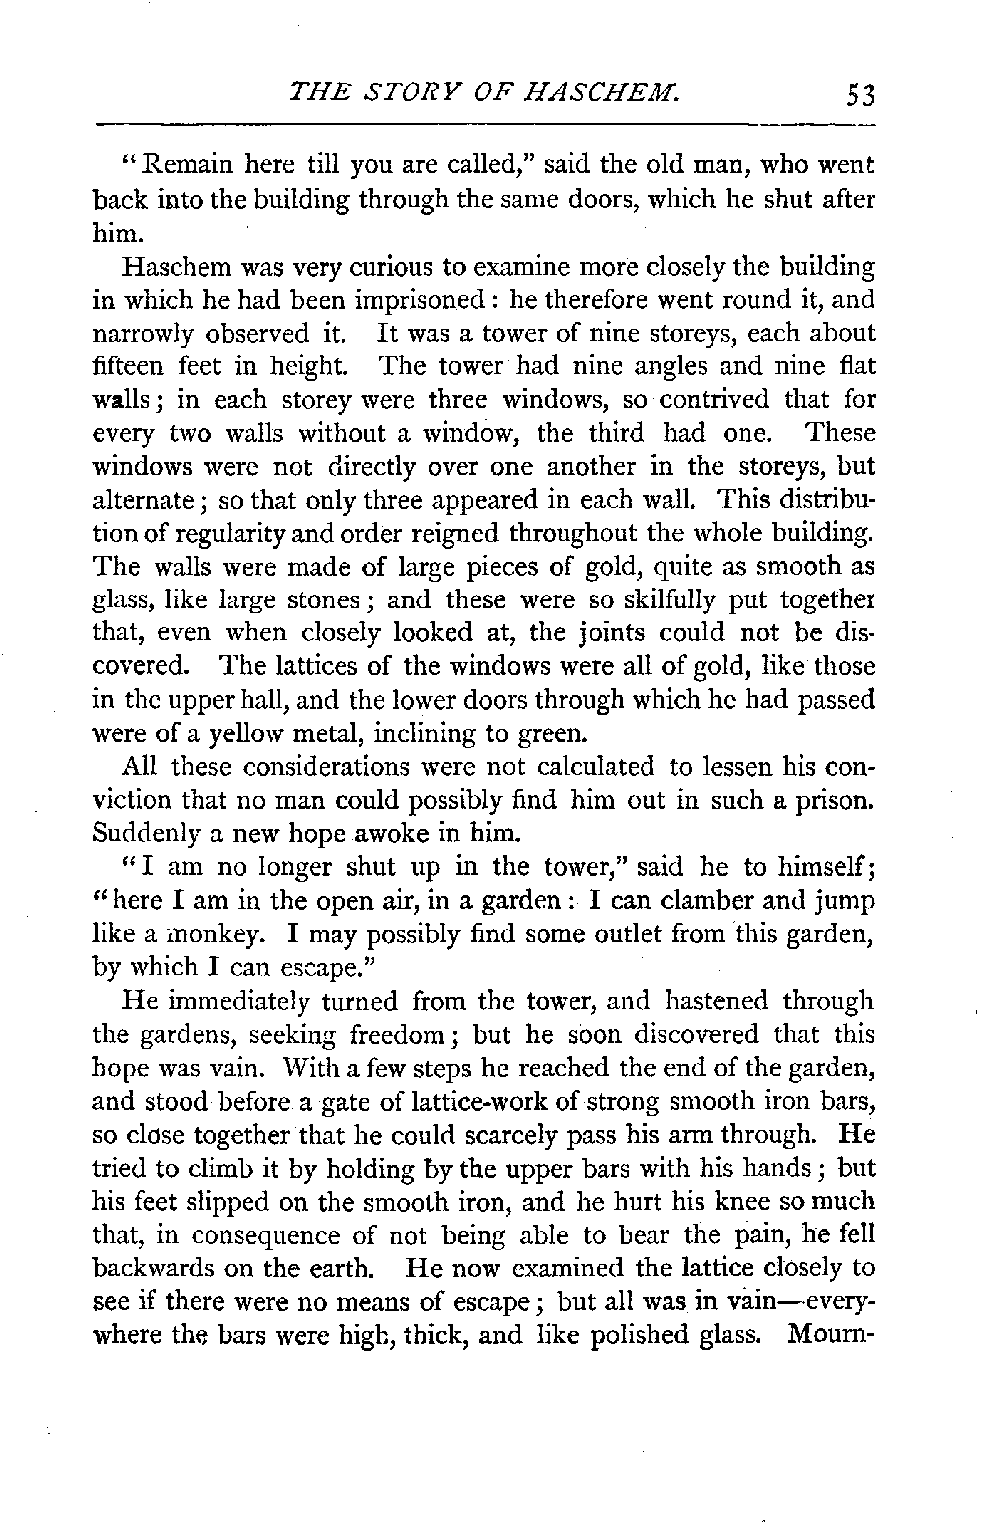 THE STORY OF HASCHEM. 53
“Remain here till you are called,” said the old man, who went
back into the building through the same doors, which he shut after
him.
Haschem was very curious to examine more closely the building
in which he had been imprisoned : he therefore went round it, and
narrowly observed it. It was a tower of nine storeys, each about
fifteen feet in height. The tower had nine angles and nine flat
walls ; in each storey were three windows, so contrived that for
every two walls without a window, the third had one. These
windows were not directly over one another in the storeys, but
alternate ; so that only three appeared in each wall. This distribu-
tion of regularity and order reigned throughout the whole building.
The walls were made of large pieces of gold, quite as smooth as
glass, like large stones ; and these were so skilfully put together
that, even when closely looked at, the joints could not be dis-
covered. The lattices of the windows were all of gold, like those
in the upper hall, and the lower doors through which he had passed
were of a yellow metal, inclining to green.
All these considerations were not calculated to lessen his con-
viction that no man could possibly find him out in such a prison.
Suddenly a new hope awoke in him.
“I am no longer shut up in the tower,” said he to himself;
“here I am in the open air, in a garden : I can clamber and jump
like a monkey. I may possibly find some outlet from this garden,
by which I can escape.”
He immediately turned from the tower, and hastened through
the gardens, seeking freedom ; but he soon discovered that this
hope was vain. With a few steps he reached the end of the garden,
and stood before a gate of lattice-work of strong smooth iron bars,
so close together that he could scarcely pass his arm through. He
tried to climb it by holding by the upper bars with his hands ; but
his feet slipped on the smooth iron, and he hurt his knee so much
that, in consequence of not being able to bear the pain, he fell
backwards on the earth. He now examined the lattice closely to
see if there were no means of escape ; but all was in vain—every-
where the bars were high, thick, and like polished glass. Mourn-